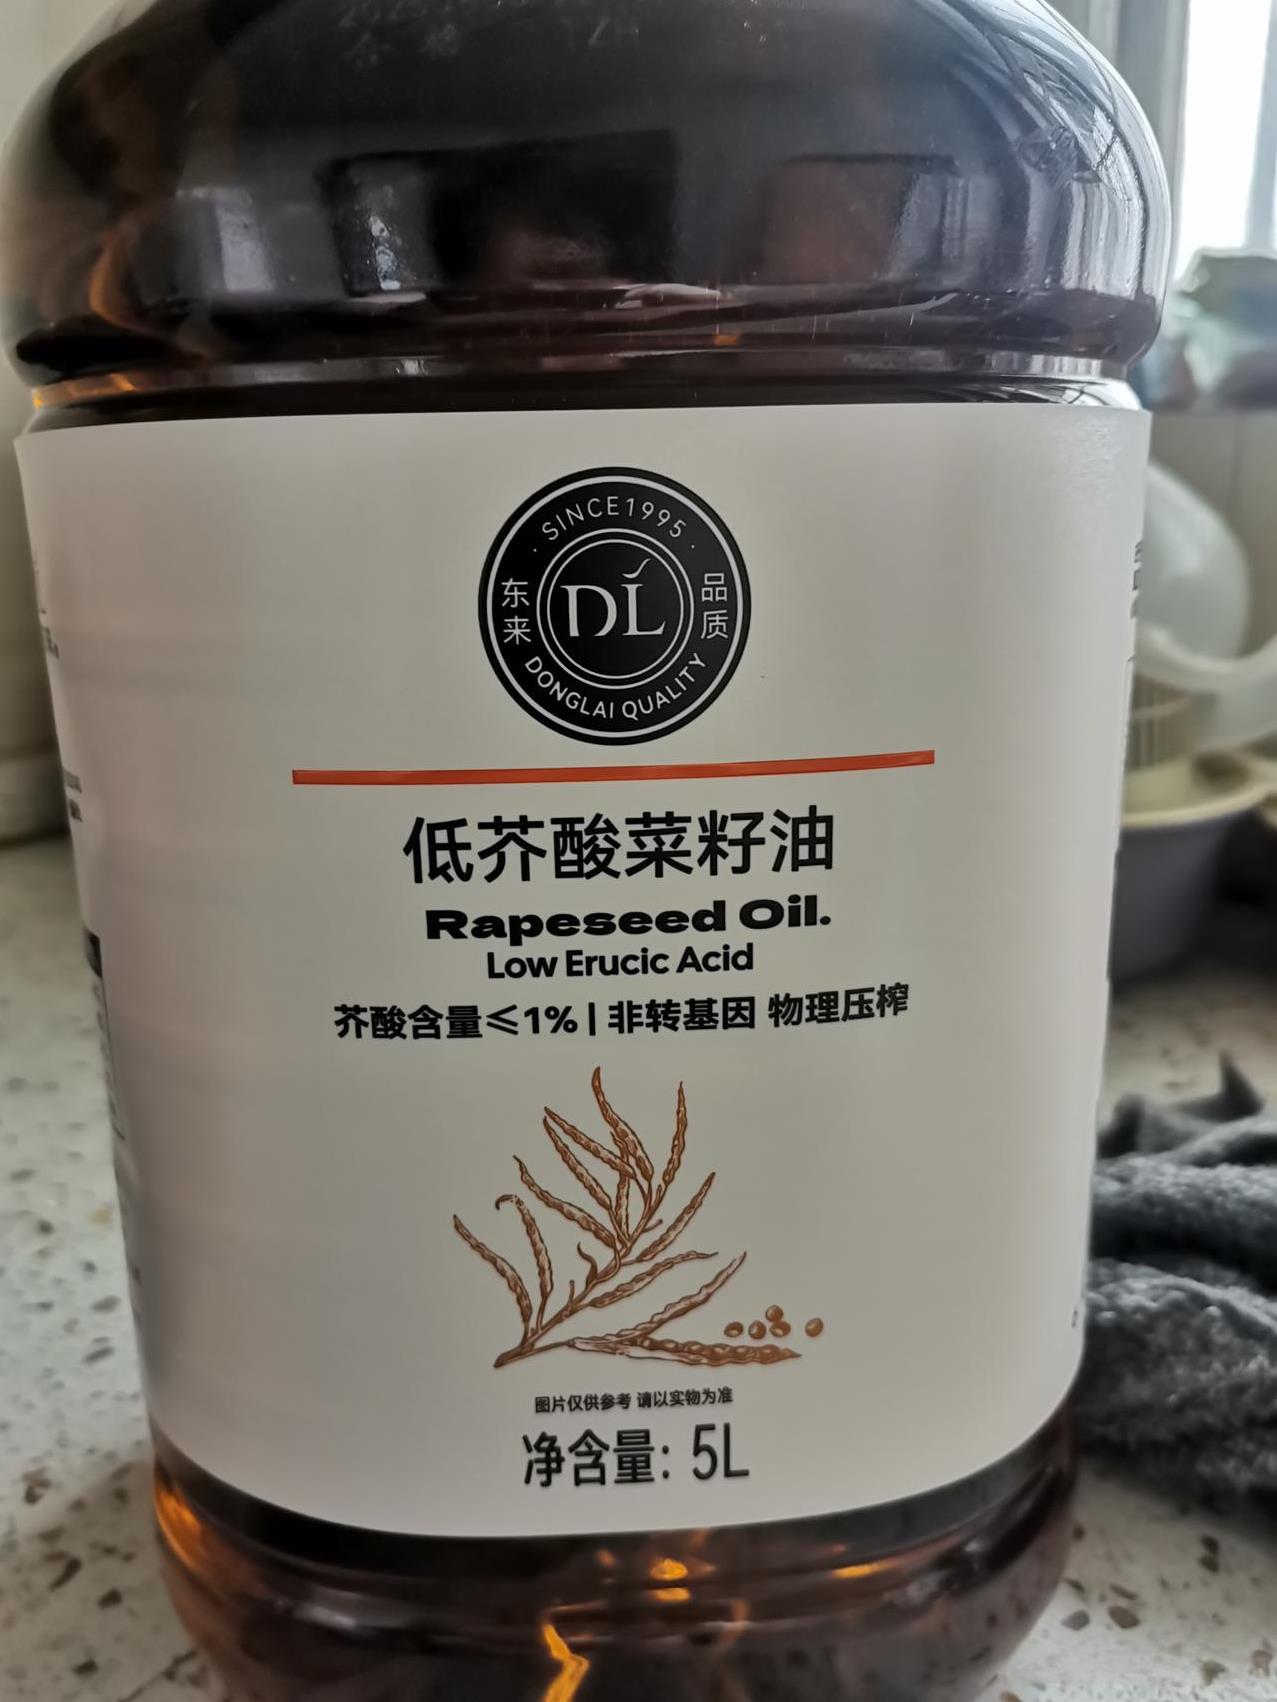 SINCE1995
东来
品质
DL
DONGLAI QUALITY
低芥酸菜籽油
Rapeseed Oil.
Low Erucic Acid
芥酸含量≤1% | 非转基因 物理压榨
图片仅供参考 请以实物为准
净含量: 5L